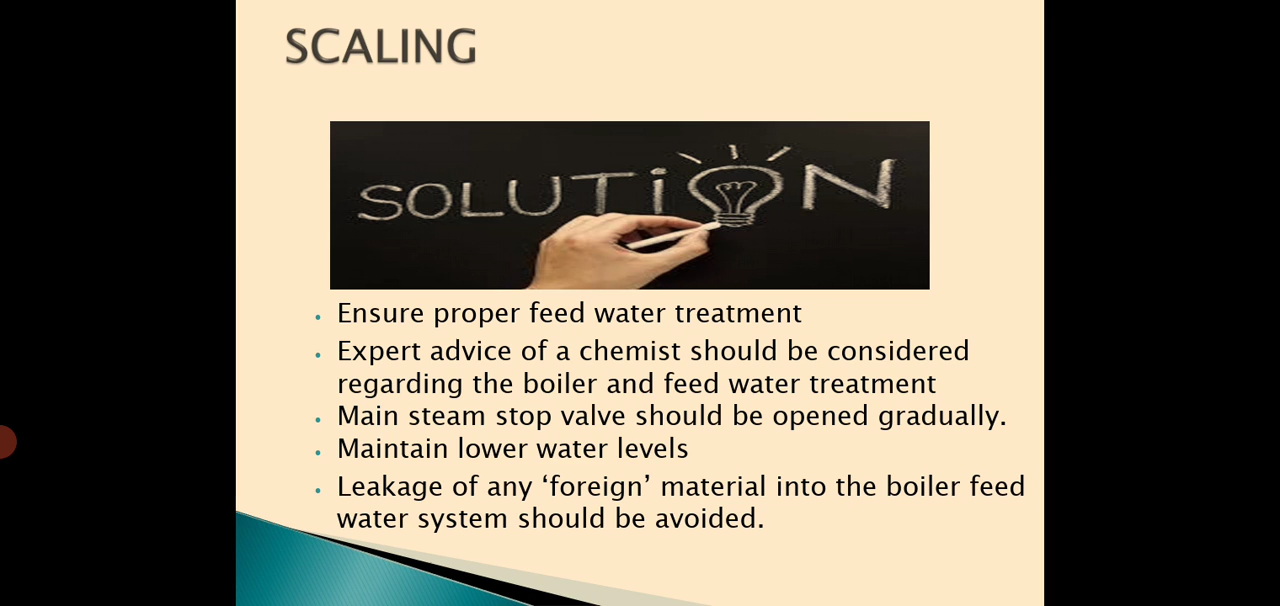 SCALING
SOLUTiON
• Ensure proper feed water treatment
• Expert advice of a chemist should be considered
regarding the boiler and feed water treatment
• Main steam stop valve should be opened gradually.
• Maintain lower water levels
• Leakage of any ‘foreign’ material into the boiler feed
water system should be avoided.